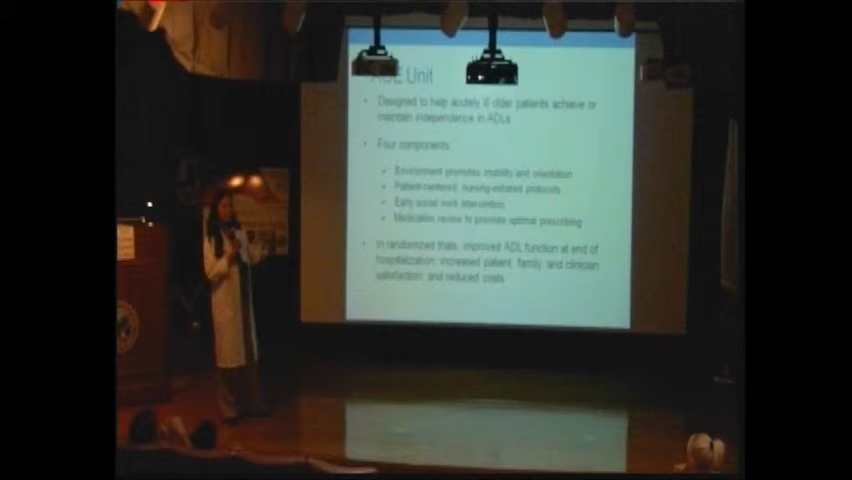 ACE Unit
• Designed to help acutely ill older patients achieve or
maintain independence in ADLs
• Four components
• Environment promotes mobility and orientation
• Patient-centered, nursing-initiated protocols
• Early social work intervention
• Medication review to promote optimal prescribing
• In randomized trials, improved ADL function at end of
hospitalization; increased patient, family, and clinician
satisfaction; and reduced costs